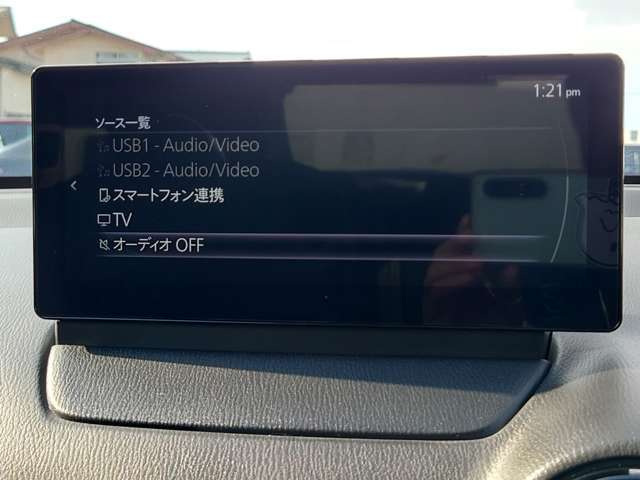 1:21 pm
ソース一覧
USB1 - Audio/Video
USB2 - Audio/Video
スマートフォン連携
TV
オーディオ OFF